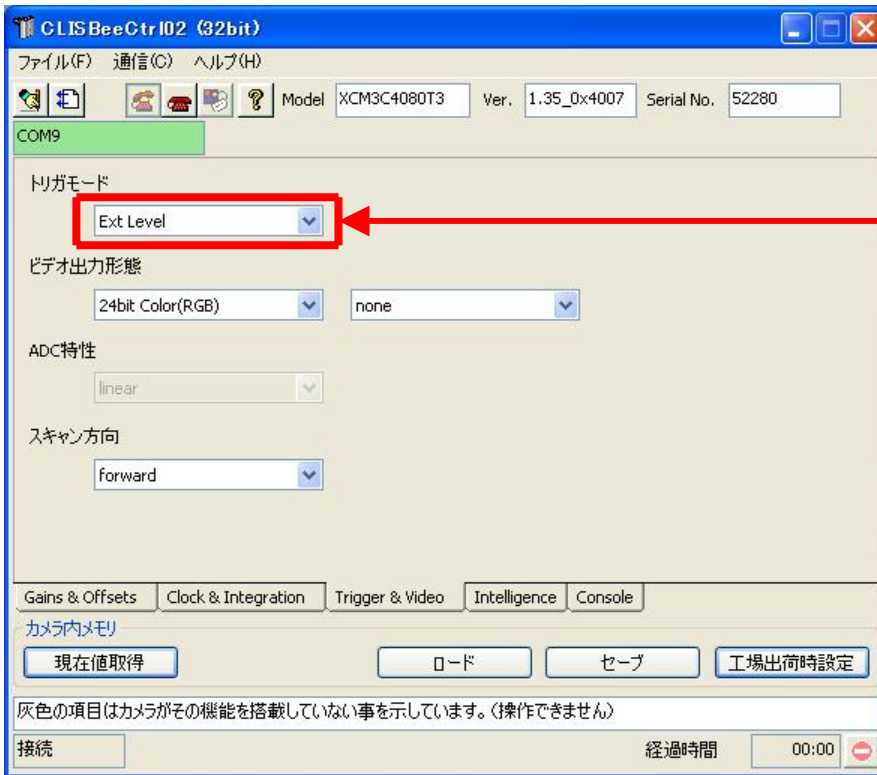 CLISBeeCtrl02 (32bit)
ファイル(F) 通信(C) ヘルプ(H)
Model XCM3C4080T3 Ver. 1.35_0x4007 Serial No. 52280
COM9
トリガモード
Ext Level
ビデオ出力形態
24bit Color(RGB) none
ADC特性
linear
スキャン方向
forward
Gains & Offsets Clock & Integration Trigger & Video Intelligence Console
カメラ内メモリ
現在値取得 ロード セーブ 工場出荷時設定
灰色の項目はカメラがその機能を搭載していない事を示しています。(操作できません)
接続 経過時間 00:00